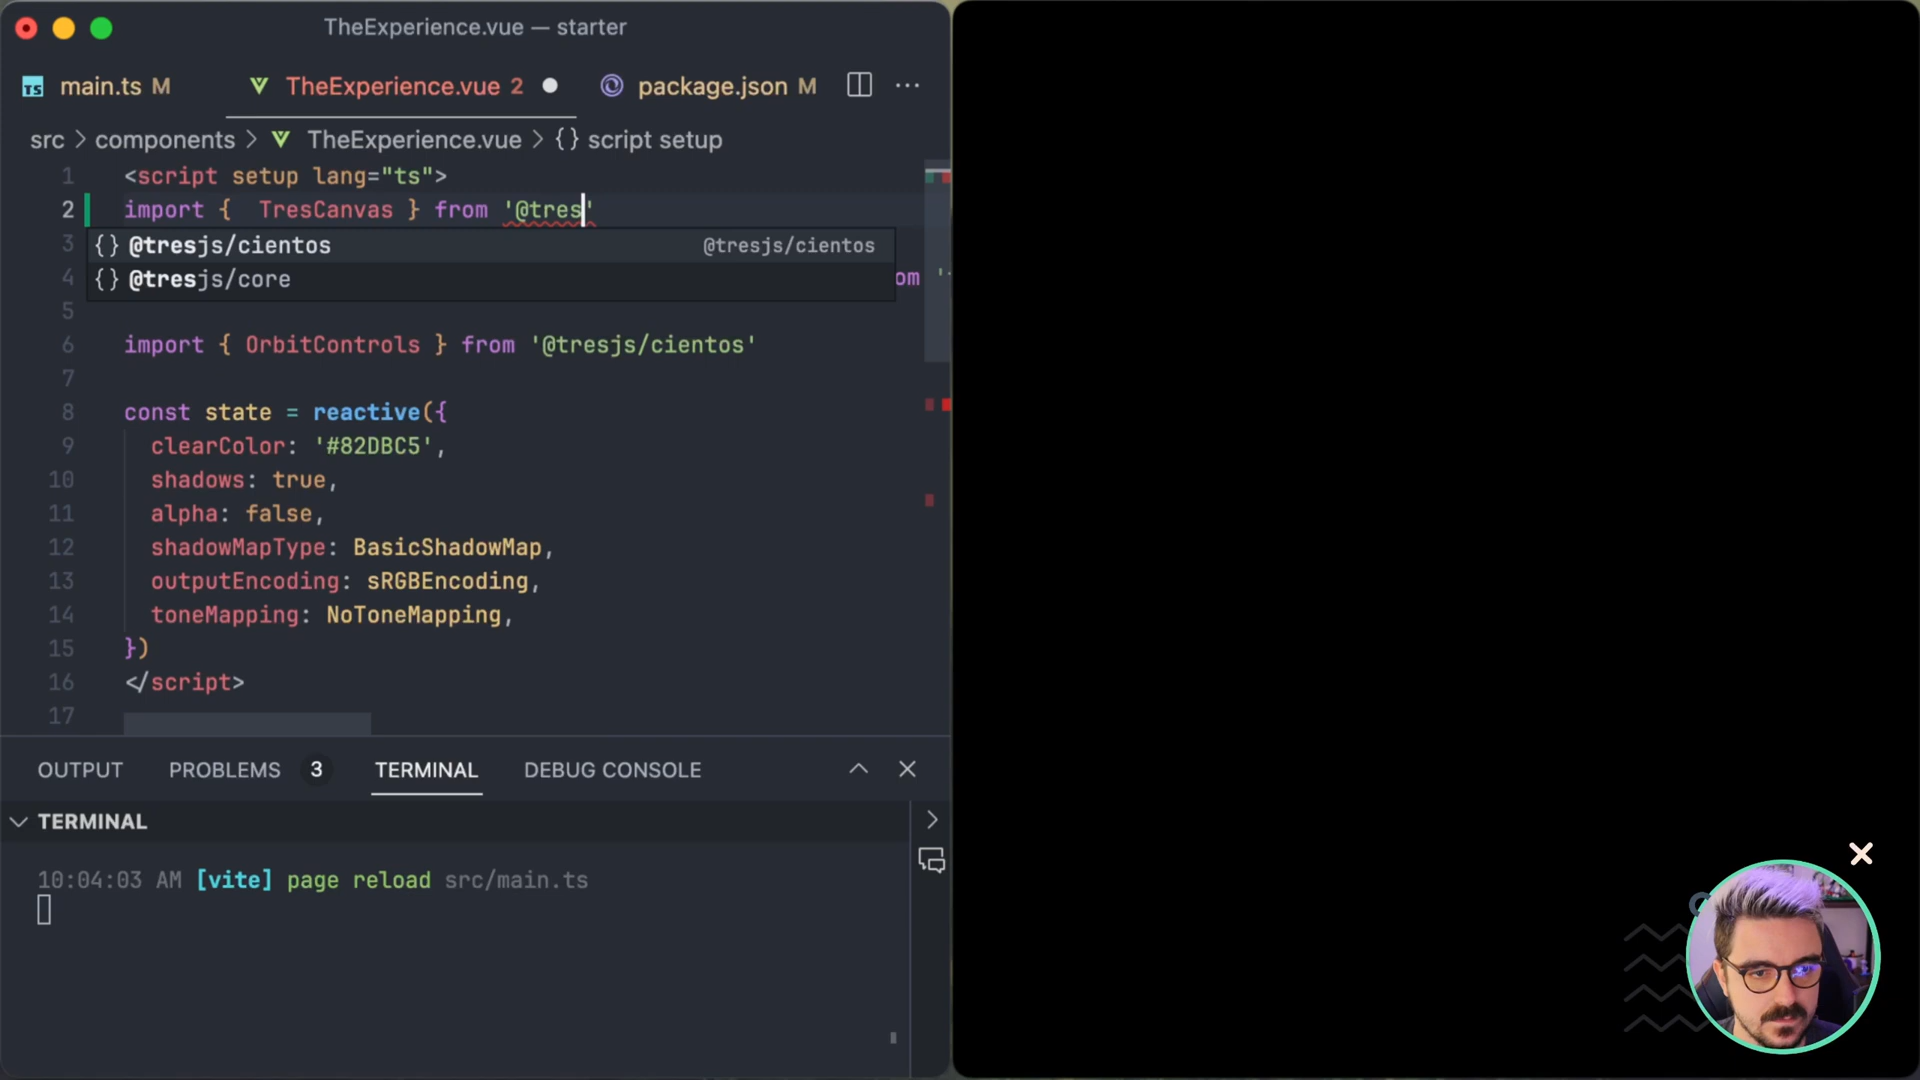 TheExperience.vue — starter
TS main.ts M TheExperience.vue 2 package.json M
src > components > TheExperience.vue > {} script setup
1 <script setup lang="ts">
2 import {  TresCanvas } from '@tres'
3 {} @tresjs/cientos @tresjs/cientos
4 {} @tresjs/core om '
5
6 import { OrbitControls } from '@tresjs/cientos'
7
8 const state = reactive({
9 clearColor: '#82DBC5',
10 shadows: true,
11 alpha: false,
12 shadowMapType: BasicShadowMap,
13 outputEncoding: sRGBEncoding,
14 toneMapping: NoToneMapping,
15 })
16 </script>
17
OUTPUT PROBLEMS 3 TERMINAL DEBUG CONSOLE
TERMINAL
10:04:03 AM [vite] page reload src/main.ts